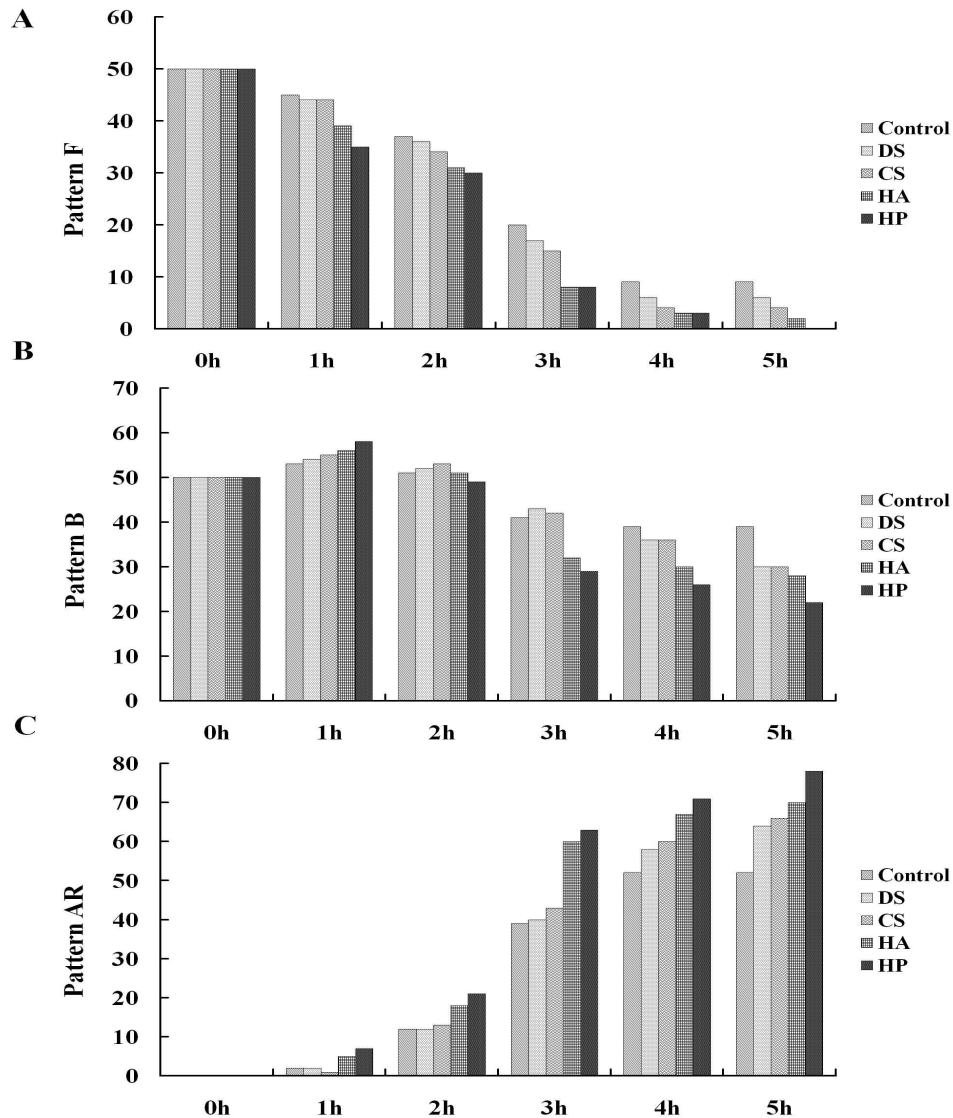 A
60
50
40
30
20
10
0
Pattern F
0h 1h 2h 3h 4h 5h
Control
DS
CS
HA
HP
B
70
60
50
40
30
20
10
0
Pattern B
0h 1h 2h 3h 4h 5h
Control
DS
CS
HA
HP
C
80
70
60
50
40
30
20
10
0
Pattern AR
0h 1h 2h 3h 4h 5h
Control
DS
CS
HA
HP